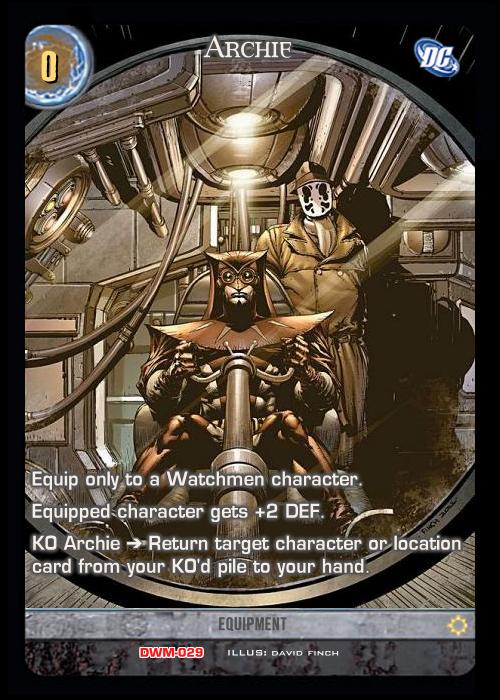 Archie
0
DC
Equip only to a Watchmen character.
Equipped character gets +2 DEF.
KO Archie ➔ Return target character or location
card from your KO'd pile to your hand.
EQUIPMENT
DWM-029 ILLUS: DAVID FINCH